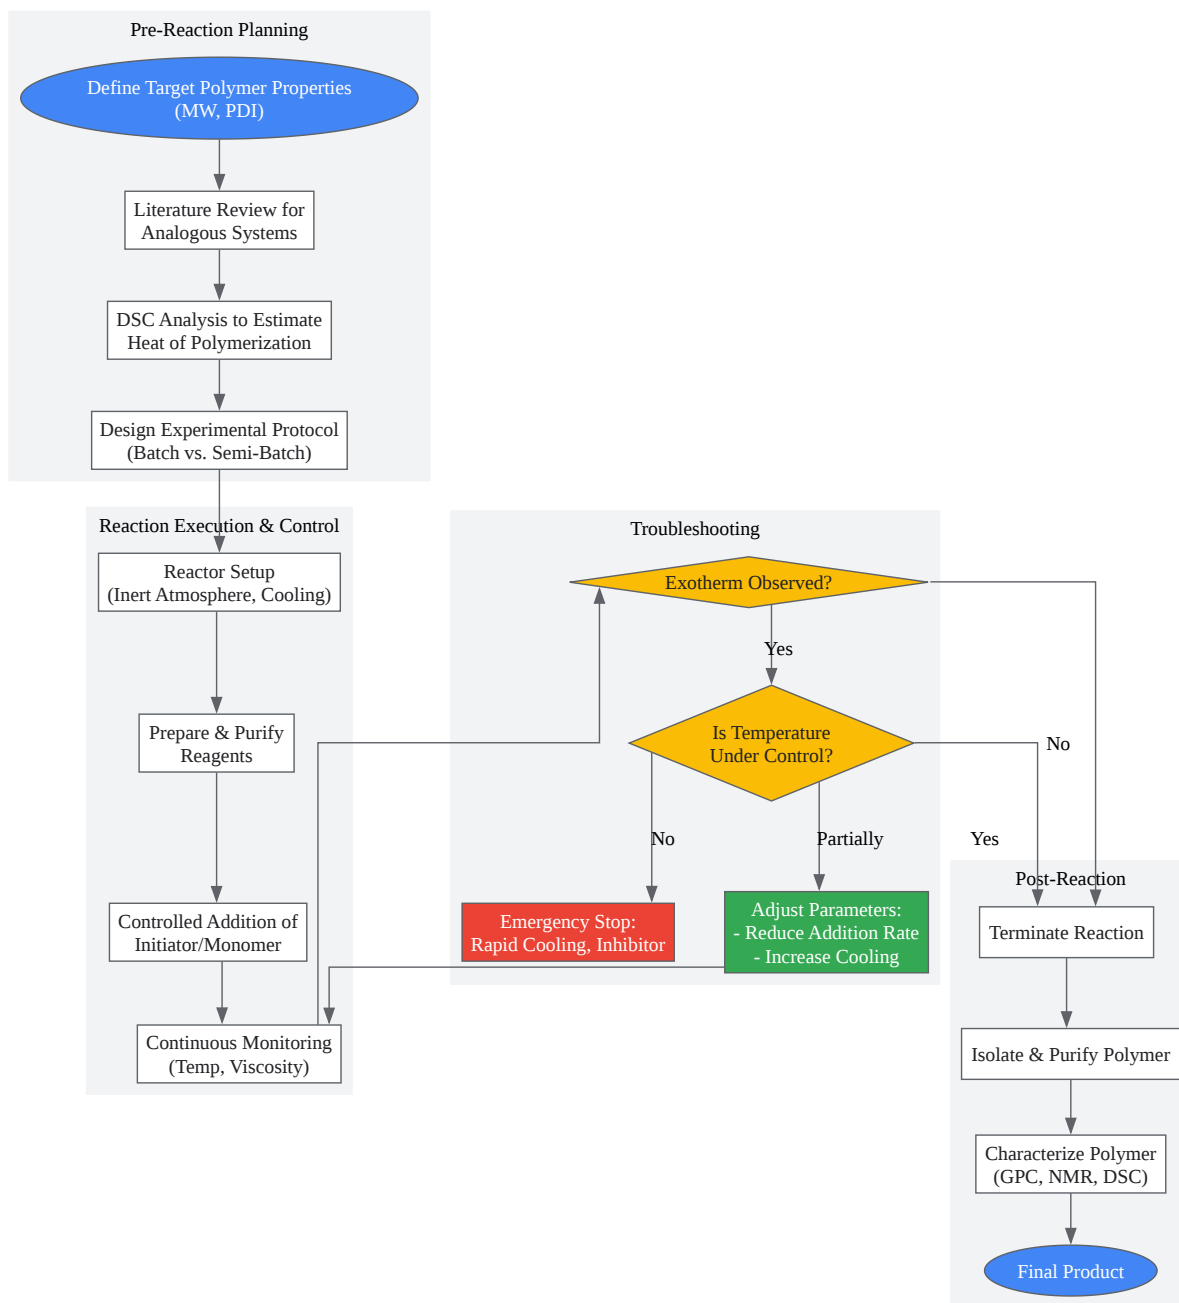 Pre-Reaction Planning
Define Target Polymer Properties
(MW, PDI)
Literature Review for
Analogous Systems
DSC Analysis to Estimate
Heat of Polymerization
Design Experimental Protocol
(Batch vs. Semi-Batch)
Reaction Execution & Control
Reactor Setup
(Inert Atmosphere, Cooling)
Prepare & Purify
Reagents
Controlled Addition of
Initiator/Monomer
Continuous Monitoring
(Temp, Viscosity)
Troubleshooting
Exotherm Observed?
Yes
Is Temperature
Under Control?
No
Partially
Emergency Stop:
Rapid Cooling, Inhibitor
Adjust Parameters:
- Reduce Addition Rate
- Increase Cooling
No
Yes
Post-Reaction
Terminate Reaction
Isolate & Purify Polymer
Characterize Polymer
(GPC, NMR, DSC)
Final Product